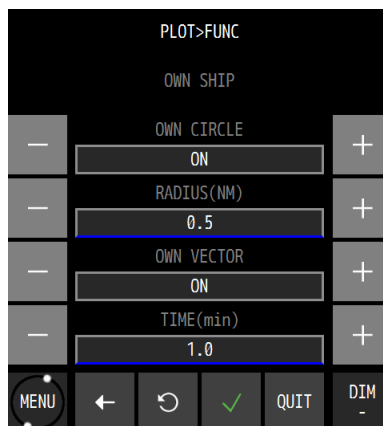 PLOT>FUNC
OWN SHIP
OWN CIRCLE
ON
RADIUS(NM)
0.5
OWN VECTOR
ON
TIME(min)
1.0
MENU
QUIT
DIM
-